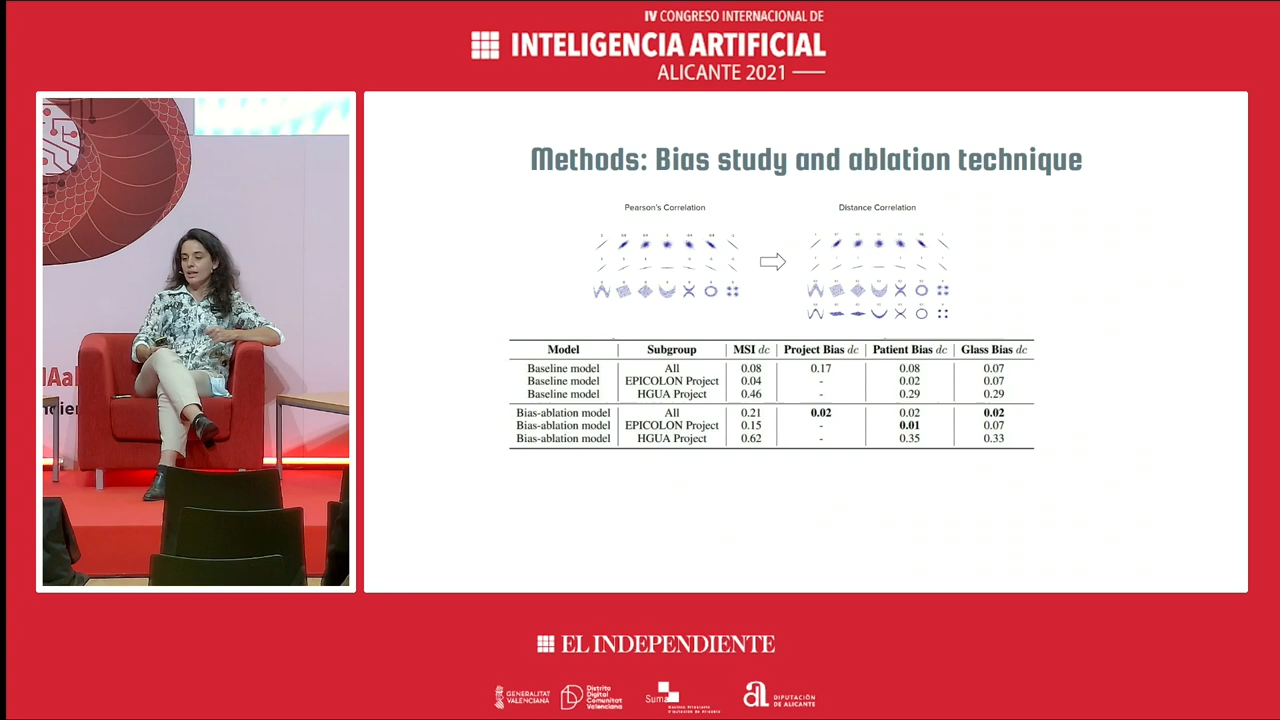 IV CONGRESO INTERNACIONAL DE
INTELIGENCIA ARTIFICIAL
ALICANTE 2021
Methods: Bias study and ablation technique
Pearson's Correlation
Distance Correlation
Model Subgroup MSI dc Project Bias dc Patient Bias dc Glass Bias dc
Baseline model All 0.08 0.17 0.08 0.07
Baseline model EPICOLON Project 0.04 - 0.02 0.07
Baseline model HGUA Project 0.46 - 0.29 0.29
Bias-ablation model All 0.21 0.02 0.02 0.02
Bias-ablation model EPICOLON Project 0.15 - 0.01 0.07
Bias-ablation model HGUA Project 0.62 - 0.35 0.33
EL INDEPENDIENTE
GENERALITAT
VALENCIANA
Distrito
Digital
Comunitat
Valenciana
Suma
DIPUTACIÓN
DE ALICANTE